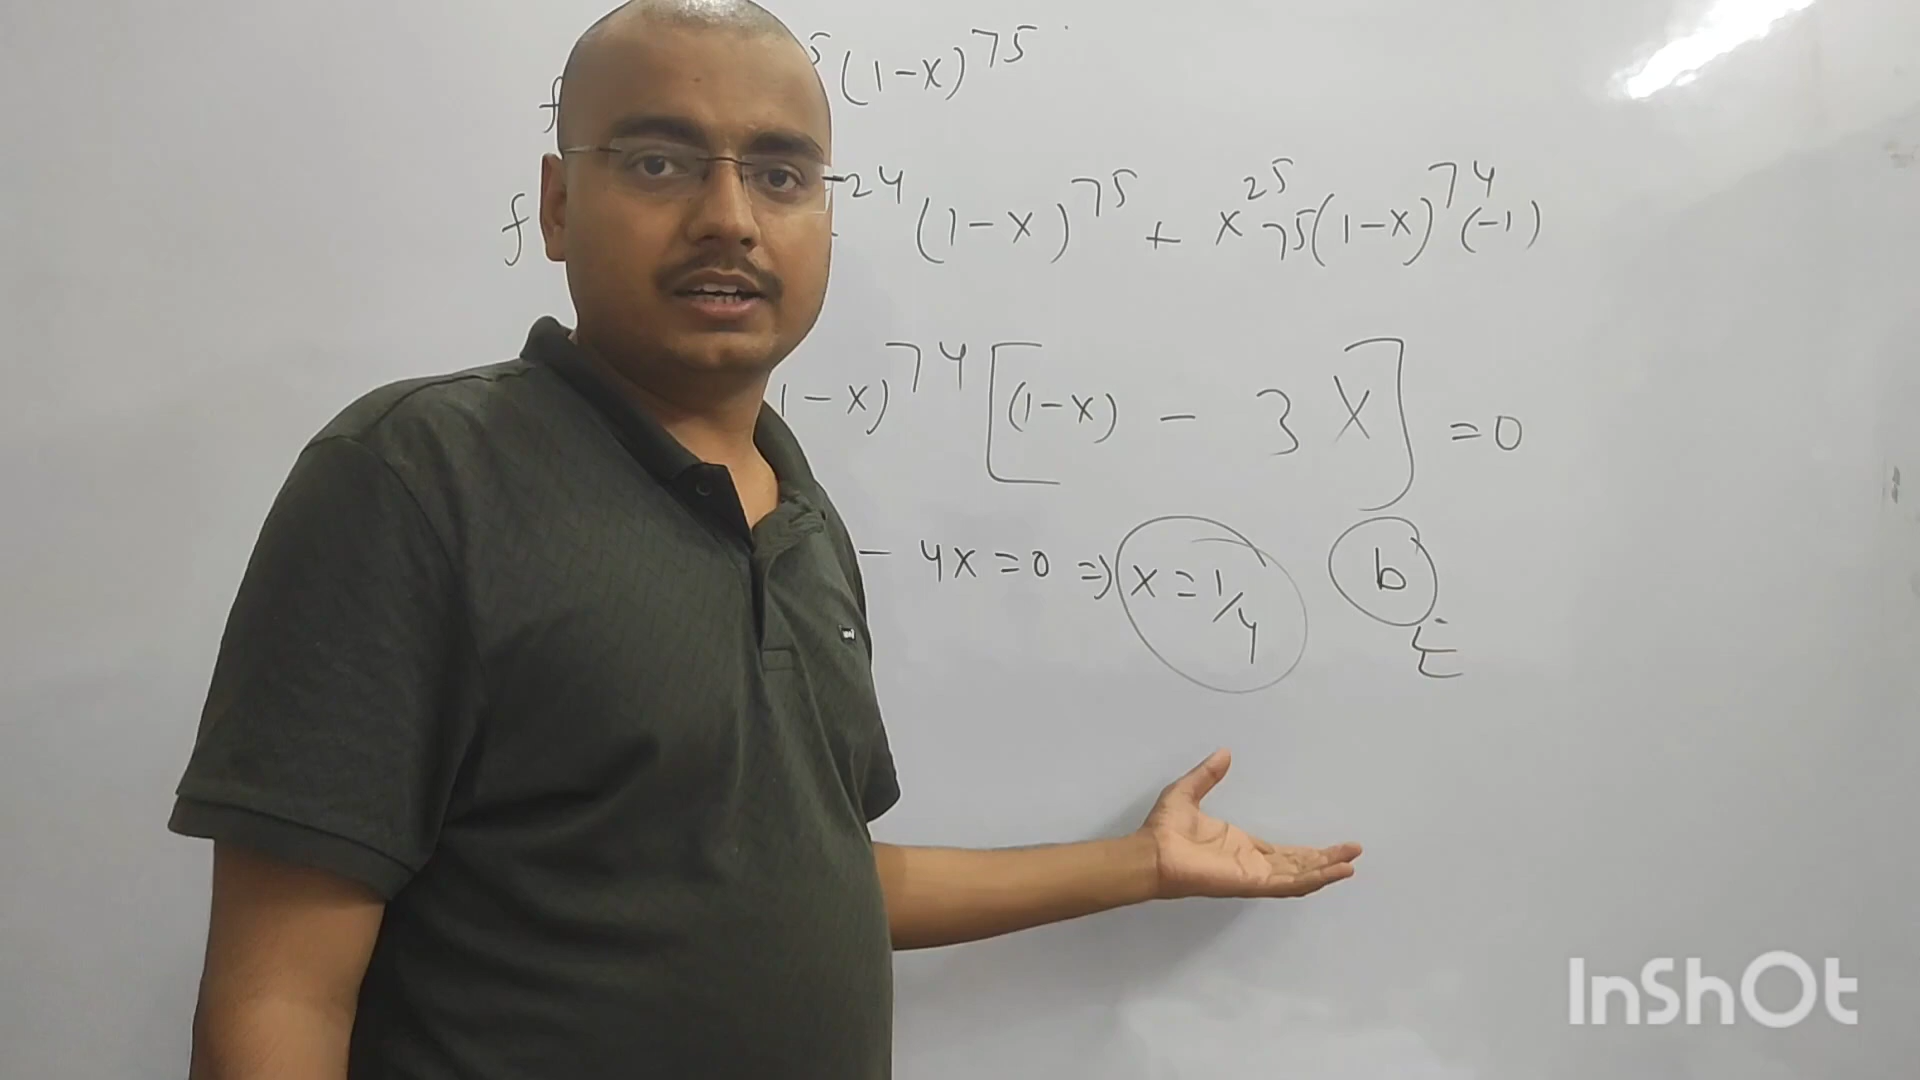 f 5 (1-x)^75
f 24 (1-x)^75 + x^25 75(1-x)^74 (-1)
1-x)^74 [(1-x) - 3x] = 0
- 4x = 0 ⇒ x = 1/4 b
InShOt